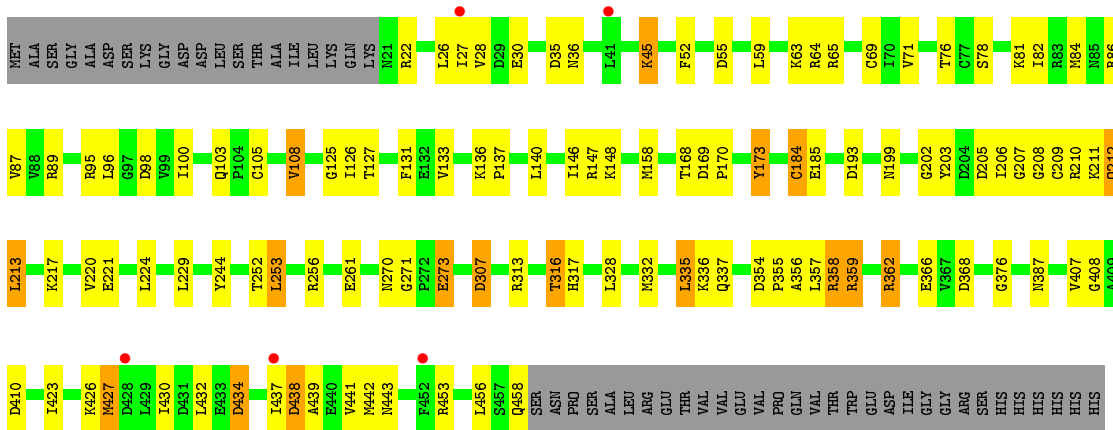 MET ALA SER GLY ALA ASP SER LYS GLY ASP ASP LEU SER THR ALA ILE LEU LYS GLN LYS N21 R22 L26 I27 V28 D29 E30 D35 N36 L41 K45 F52 D55 L59 K63 R64 R65 C69 I70 V71 T76 C77 S78 K81 I82 R83 M84 N85 R86
V87 V88 R89 R95 L96 G97 D98 V99 I100 Q103 P104 C105 V108 G125 I126 T127 F131 E132 V133 K136 P137 L140 I146 R147 K148 M158 T168 D169 P170 Y173 C184 E185 D193 N199 G202 Y203 D204 D205 I206 G207 G208 C209 R210 K211 Q212
L213 K217 V220 E221 L224 L229 Y244 T252 L253 R256 E261 N270 G271 P272 E273 D307 R313 T316 H317 L328 M332 L335 K336 Q337 D354 P355 A356 L357 R358 R359 R362 E366 V367 D368 G376 N387 V407 G408 A409
D410 I423 K426 M427 D428 L429 I430 D431 L432 E433 D434 I437 D438 A439 E440 V441 M442 N443 F452 R453 L456 S457 Q458 SER ASN PRO SER ALA LEU ARG GLU THR VAL VAL GLU VAL PRO GLN VAL THR TRP GLU ASP ILE GLY GLY ARG SER HIS HIS HIS HIS HIS HIS